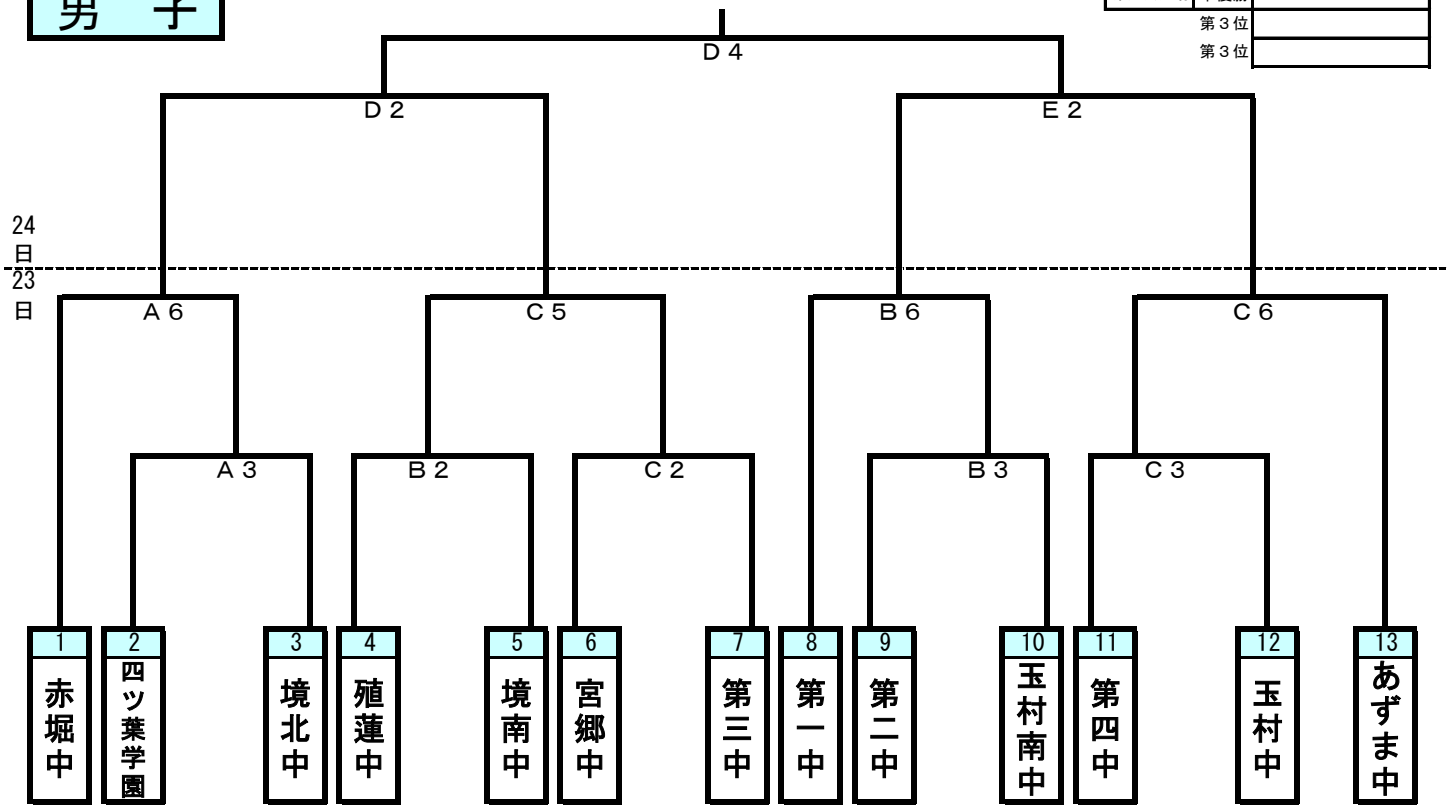 男 子
第３位
第３位
Ｄ４
Ｄ２
Ｅ２
24
日
23
日
Ａ６
Ｃ５
Ｂ６
Ｃ６
Ａ３
Ｂ２
Ｃ２
Ｂ３
Ｃ３
1
2
3
4
5
6
7
8
9
10
11
12
13
赤堀中
四ツ葉学園
境北中
殖蓮中
境南中
宮郷中
第三中
第一中
第二中
玉村南中
第四中
玉村中
あずま中